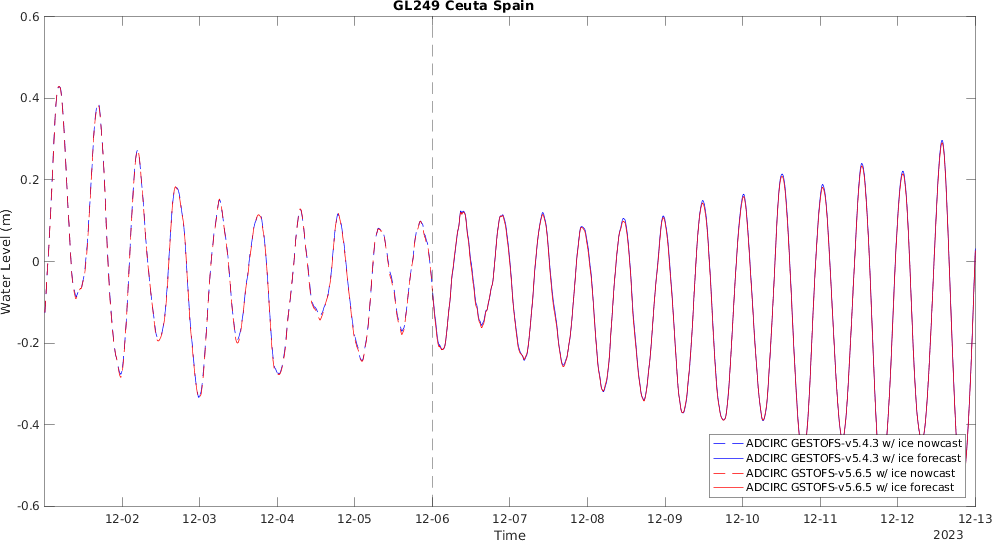 GL249 Ceuta Spain
0.6
0.4
0.2
0
-0.2
-0.4
-0.6
Water Level (m)
ADCIRC GESTOFS-v5.4.3 w/ ice nowcast
ADCIRC GESTOFS-v5.4.3 w/ ice forecast
ADCIRC GSTOFS-v5.6.5 w/ ice nowcast
ADCIRC GSTOFS-v5.6.5 w/ ice forecast
12-02 12-03 12-04 12-05 12-06 12-07 12-08 12-09 12-10 12-11 12-12 12-13
Time
2023